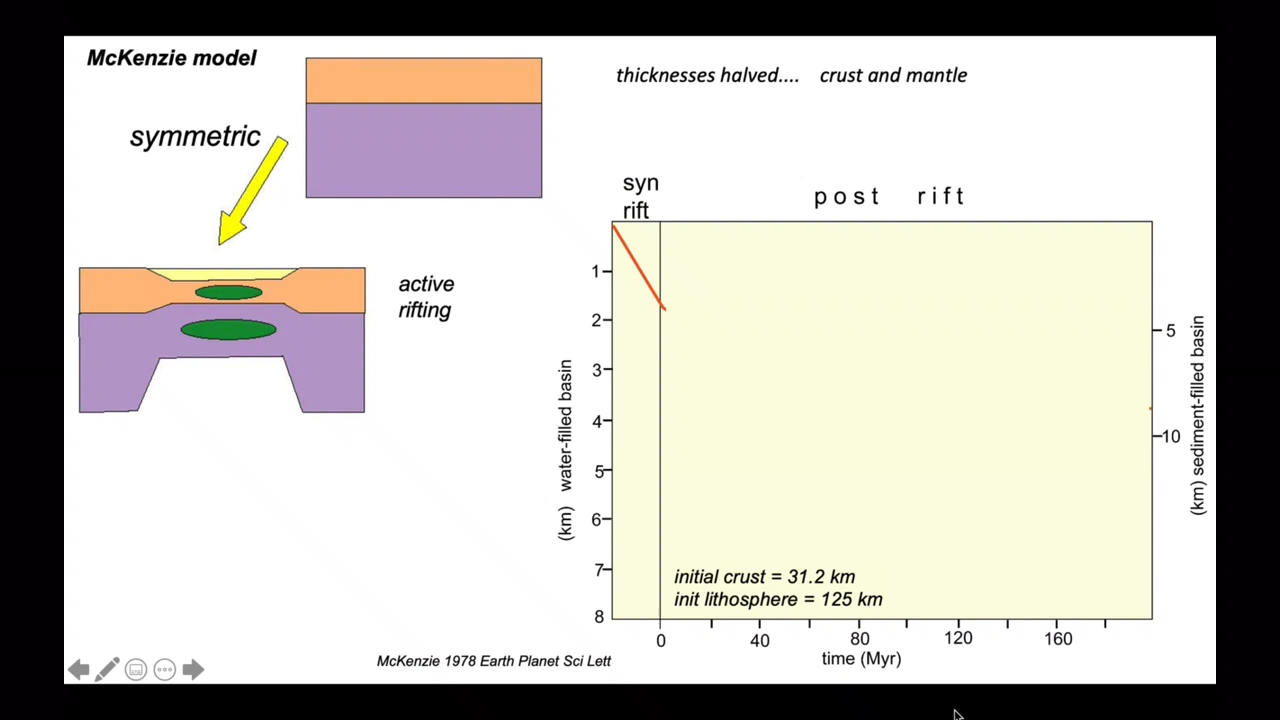 McKenzie model
thicknesses halved.... crust and mantle
symmetric
active
rifting
syn
rift
post rift
1
2
3
4
5
6
7
8
(km) water-filled basin
5
10
(km) sediment-filled basin
initial crust = 31.2 km
init lithosphere = 125 km
0
40
80
120
160
time (Myr)
McKenzie 1978 Earth Planet Sci Lett